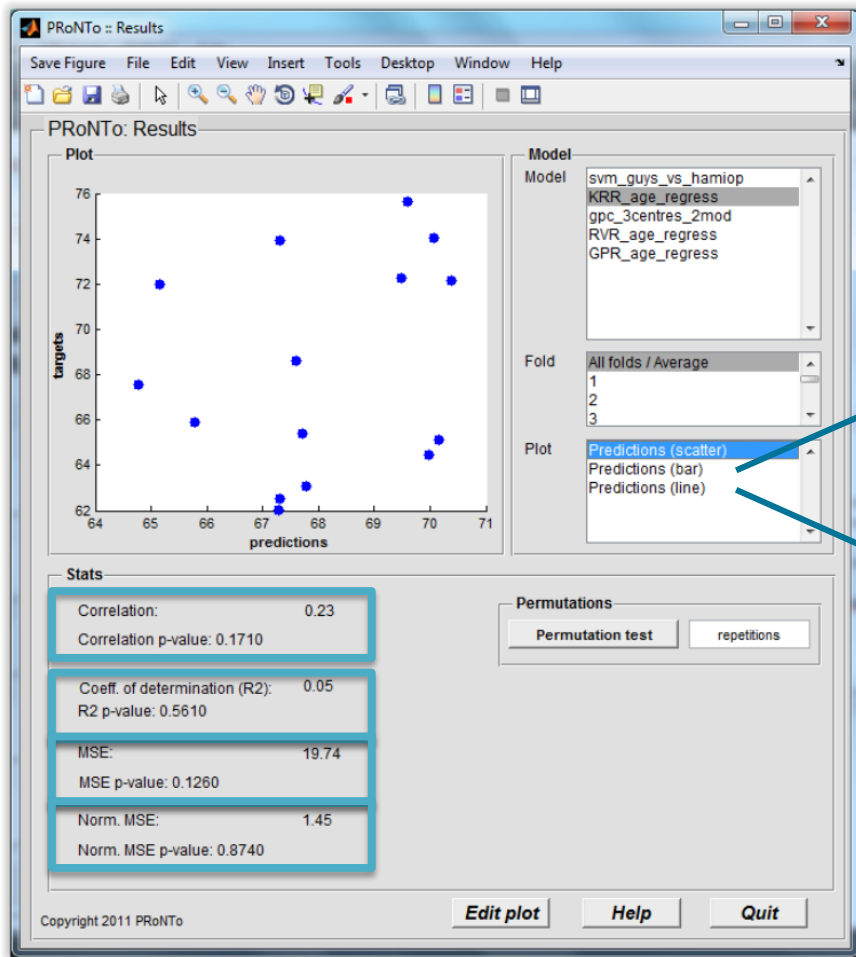 PRoNTo :: Results
Save Figure File Edit View Insert Tools Desktop Window Help
PRoNTo: Results
Plot
76
74
72
70
68
66
64
62
targets
64 65 66 67 68 69 70 71
predictions
Model
Model
svm_guys_vs_hamiop
KRR_age_regress
gpc_3centres_2mod
RVR_age_regress
GPR_age_regress
Fold
All folds / Average
1
2
3
Plot
Predictions (scatter)
Predictions (bar)
Predictions (line)
Stats
Correlation: 0.23
Correlation p-value: 0.1710
Coeff. of determination (R2): 0.05
R2 p-value: 0.5610
MSE: 19.74
MSE p-value: 0.1260
Norm. MSE: 1.45
Norm. MSE p-value: 0.8740
Permutations
Permutation test repetitions
Copyright 2011 PRoNTo
Edit plot Help Quit